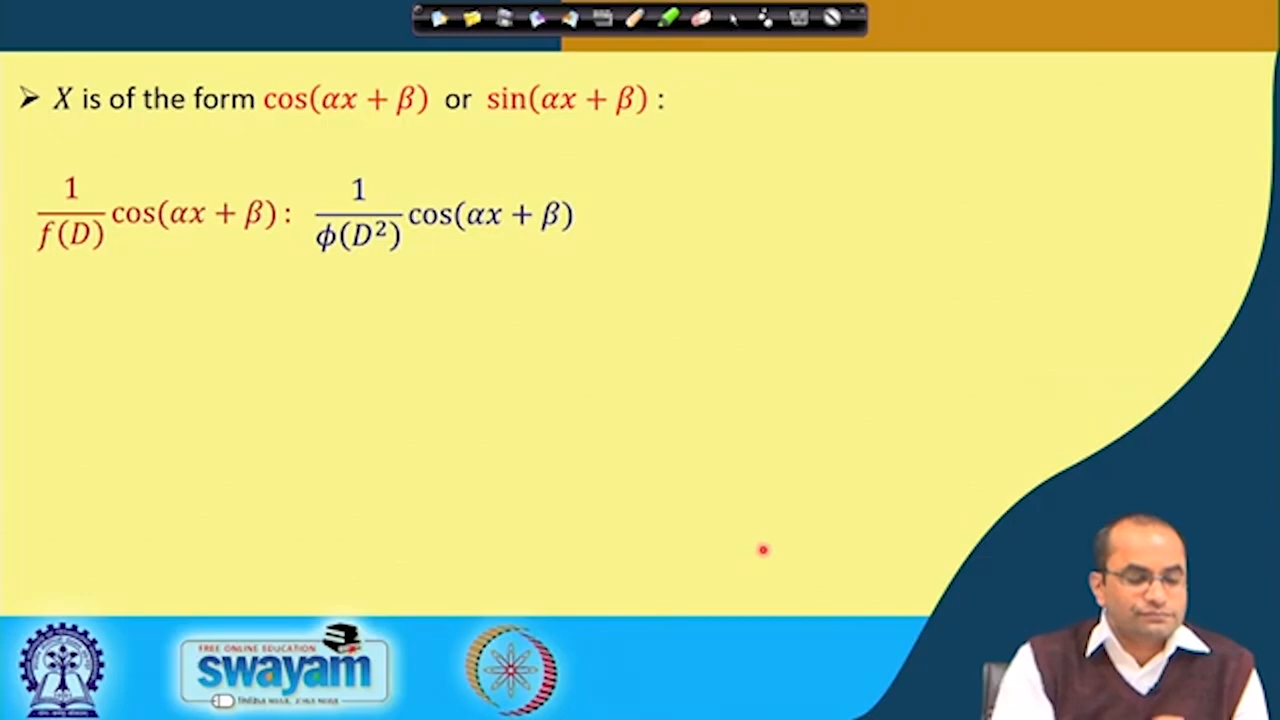 ➤ X is of the form cos(αx + β) or sin(αx + β) :
1/f(D) cos(αx + β) : 1/ϕ(D²) cos(αx + β)
FREE ONLINE EDUCATION
swayam